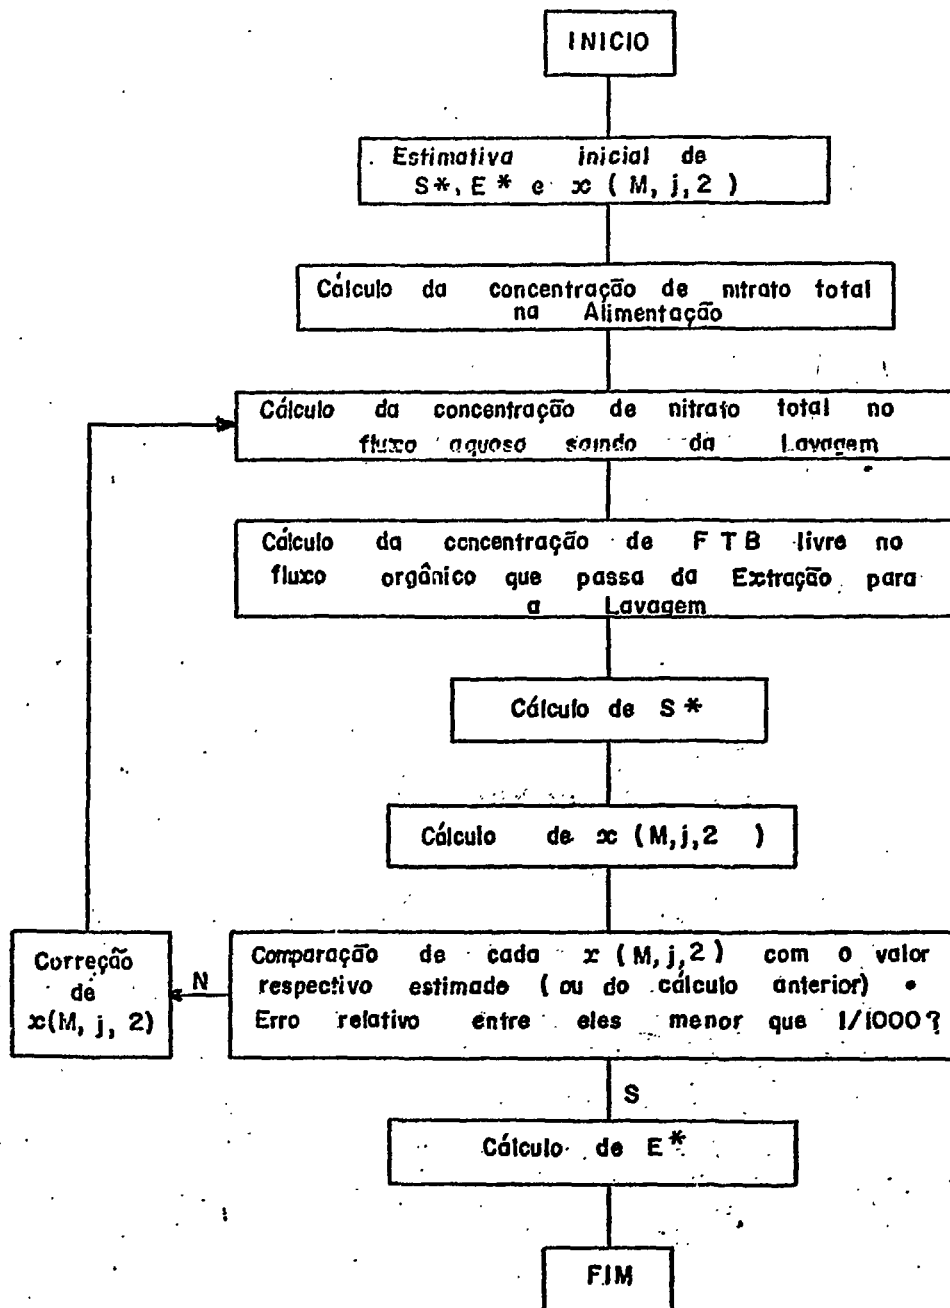 INICIO
Estimativa inicial de
S*, E* e x ( M, j, 2 )
Cálculo da concentração de nitrato total
na Alimentação
Cálculo da concentração de nitrato total no
fluxo aquoso saindo da Lavagem
Cálculo da concentração de FTB livre no
fluxo orgânico que passa da Extração para
a Lavagem
Cálculo de S*
Cálculo de x (M, j, 2 )
Correção
de
x(M, j, 2)
N
Comparação de cada x (M, j, 2) com o valor
respectivo estimado (ou do cálculo anterior) •
Erro relativo entre eles menor que 1/1000?
S
Cálculo de E*
FIM